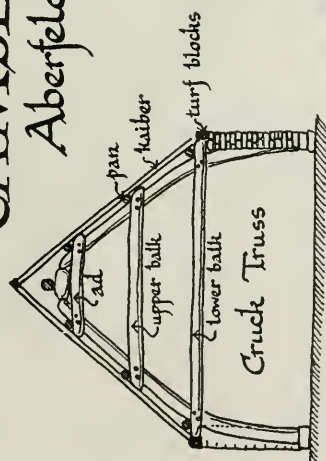 Aberfeld
turf blocks
pan
kaiber
ad
upper balk
lower balk
Cruck Truss